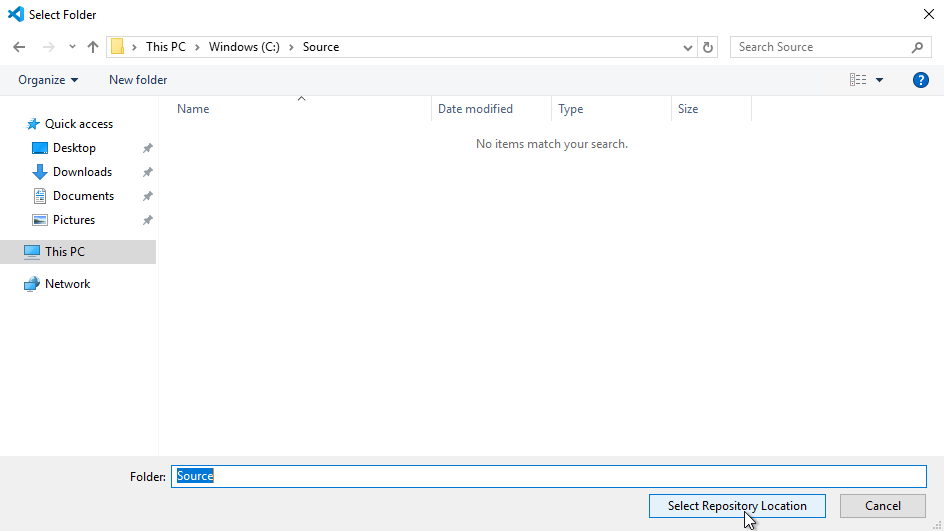 Select Folder
This PC > Windows (C:) > Source
Search Source
Organize
New folder
?
Name
Date modified
Type
Size
No items match your search.
Quick access
Desktop
Downloads
Documents
Pictures
This PC
Network
Folder: Source
Select Repository Location
Cancel